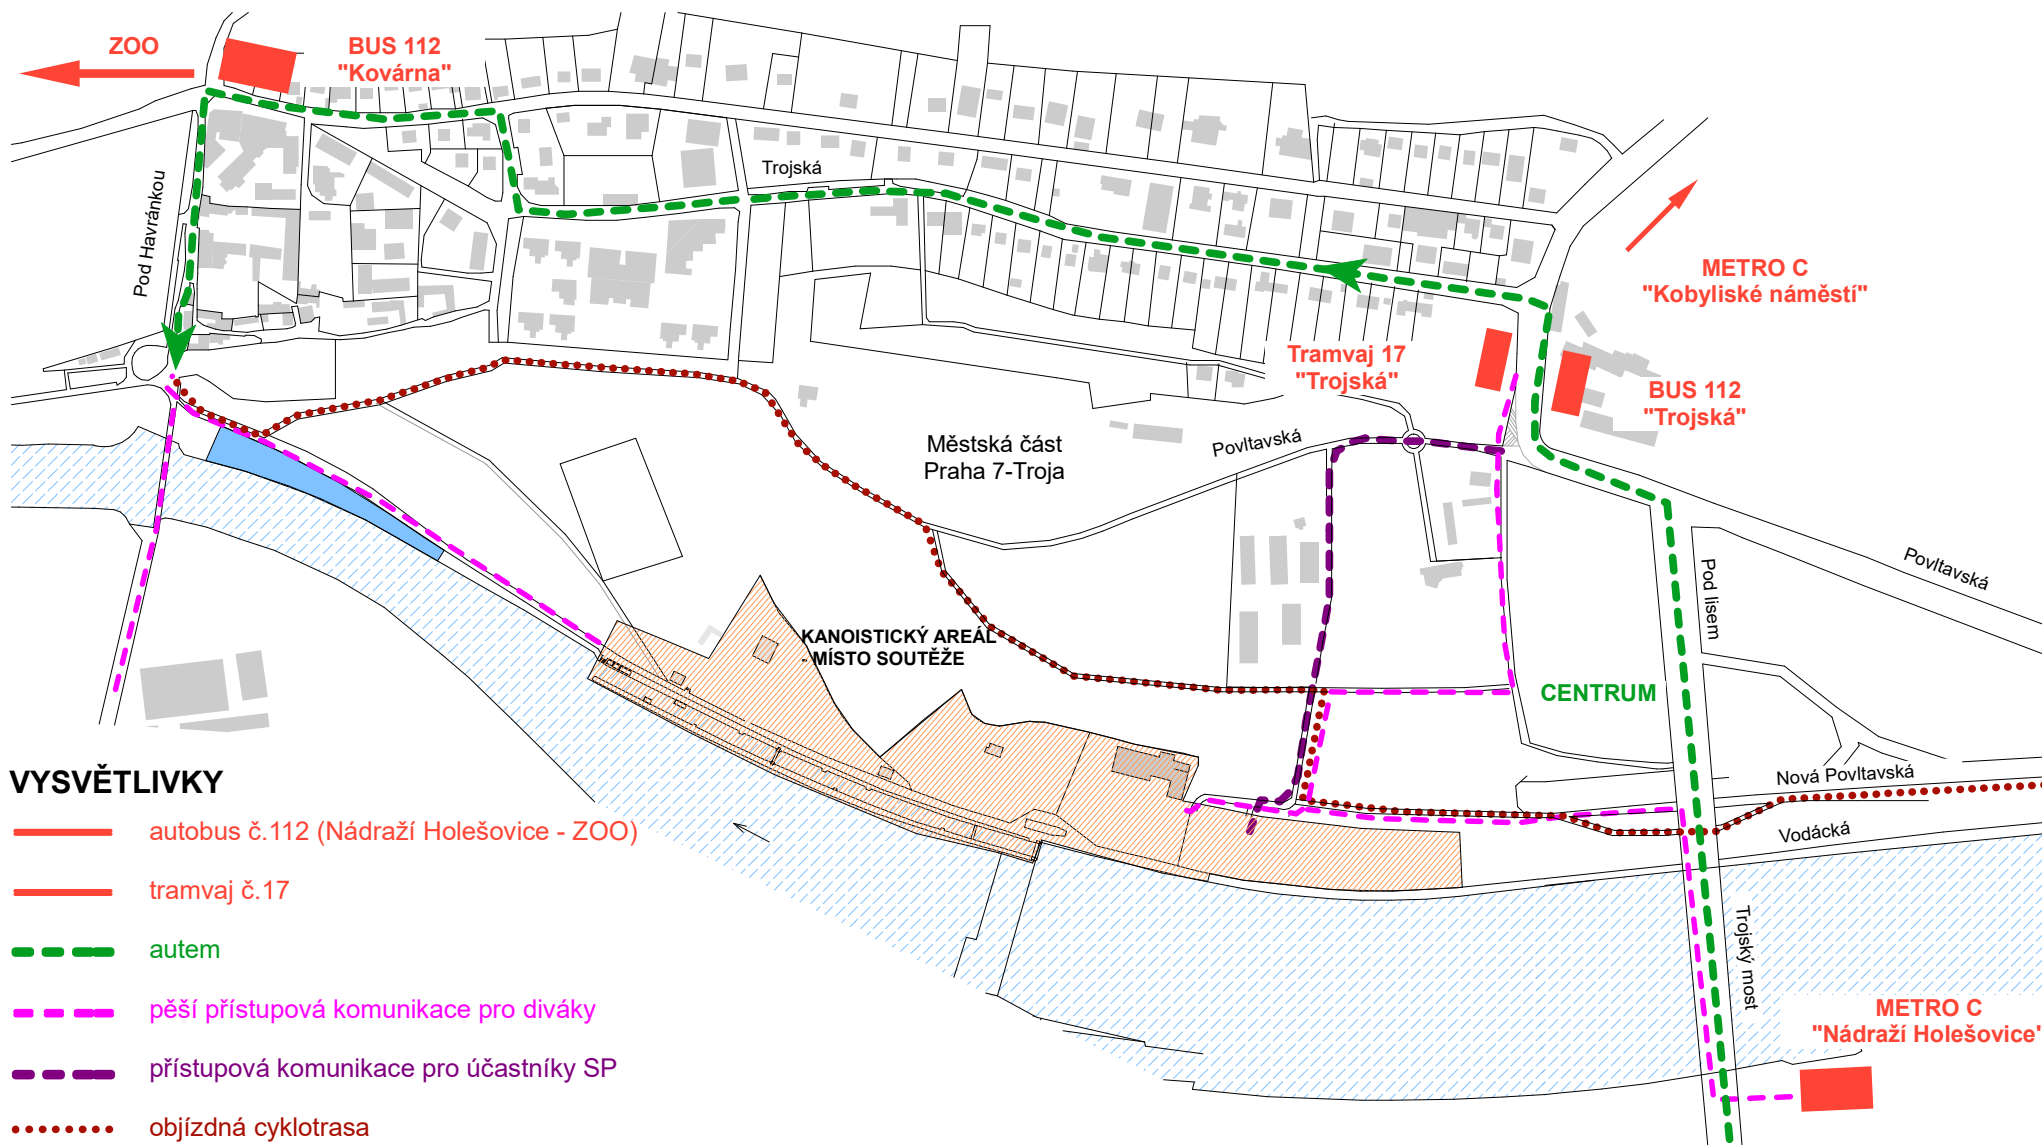 ZOO
BUS 112
"Kovárna"
Trojská
Pod Havránkou
METRO C
"Kobyliské náměstí"
Tramvaj 17
"Trojská"
BUS 112
"Trojská"
Městská část
Praha 7-Troja
Povltavská
Povltavská
Pod lisem
KANOISTICKÝ AREÁL
- MÍSTO SOUTĚŽE
CENTRUM
Nová Povltavská
Vodácká
Trojský most
METRO C
"Nádraží Holešovice"
VYSVĚTLIVKY
autobus č.112 (Nádraží Holešovice - ZOO)
tramvaj č.17
autem
pěší přístupová komunikace pro diváky
přístupová komunikace pro účastníky SP
objízdná cyklotrasa